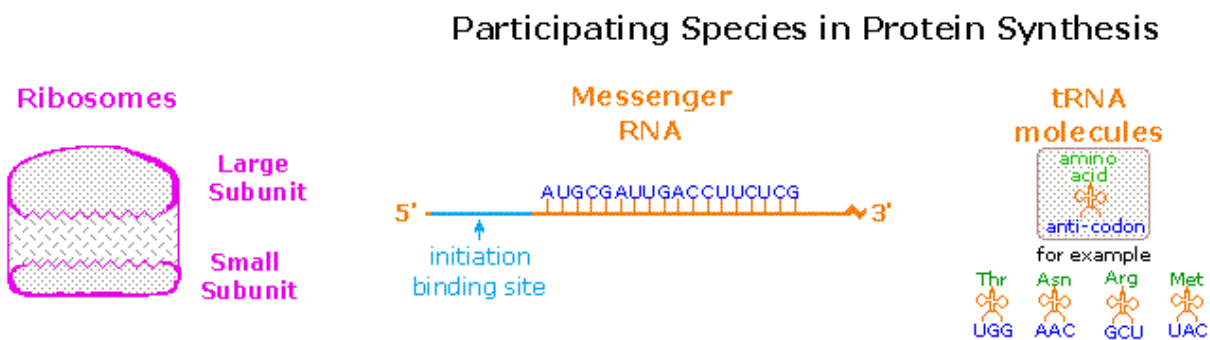 Participating Species in Protein Synthesis
Ribosomes
Large
Subunit
Small
Subunit
Messenger
RNA
AUGCGAUUGACCUUCUCG
5' 3'
initiation
binding site
tRNA
molecules
amino
acid
anti-codon
for example
Thr Asn Arg Met
UGG AAC GCU UAC